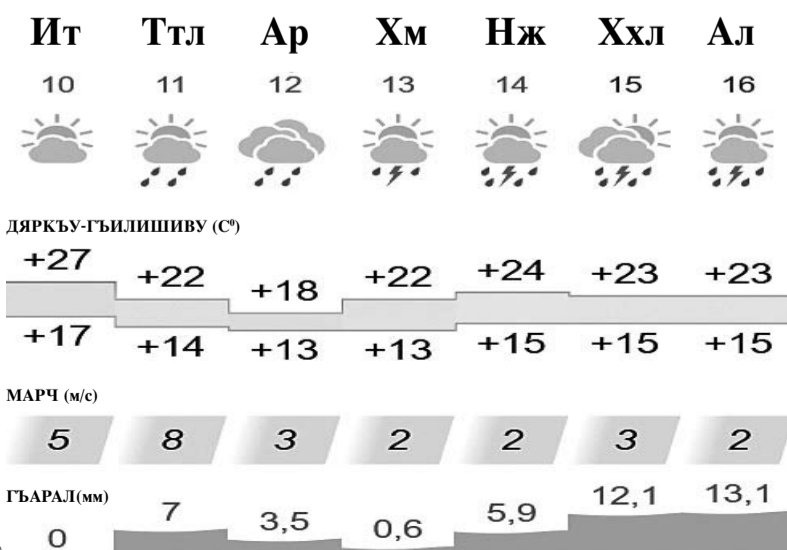 Ит Ттл Ар Хм Нж Ххл Ал
10 11 12 13 14 15 16
ДЯРКЪУ-ГЪИЛИШИВУ (С⁰)
+27 +22 +18 +22 +24 +23 +23
+17 +14 +13 +13 +15 +15 +15
МАРЧ (м/с)
5 8 3 2 2 3 2
ГЪАРАЛ(мм)
0 7 3,5 0,6 5,9 12,1 13,1